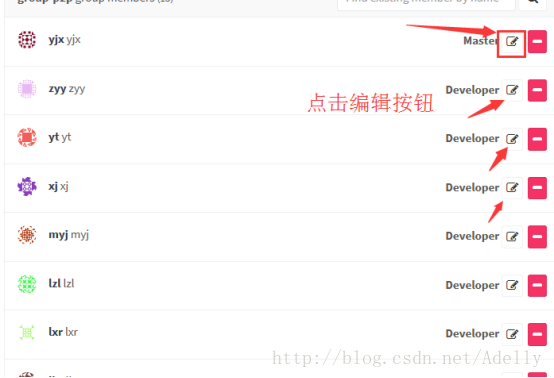 group-p2p group members (18)
Find existing member by name
yjx yjx Master
zyy zyy Developer
点击编辑按钮
yt yt Developer
xj xj Developer
myj myj Developer
lzl lzl Developer
lxr lxr Developer
http://blog.csdn.net/Adelly